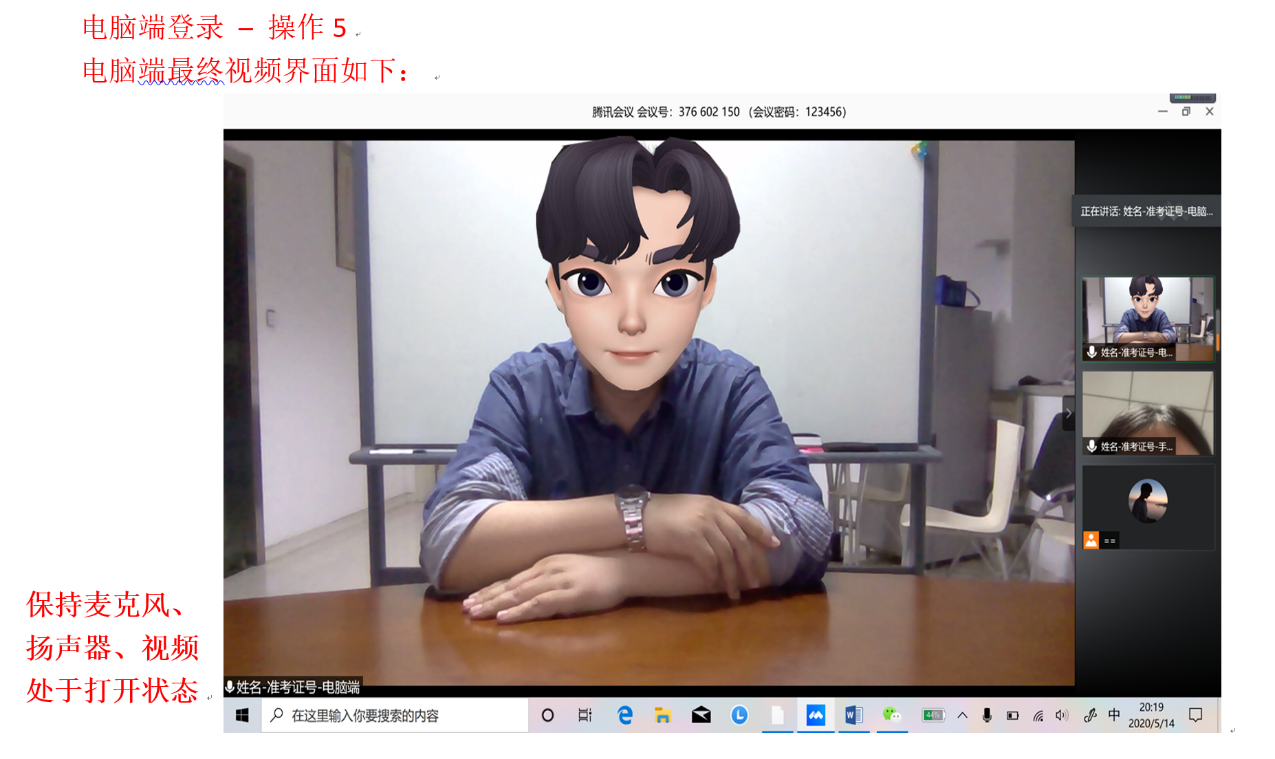 电脑端登录 – 操作 5
电脑端最终视频界面如下：
腾讯会议 会议号：376 602 150 （会议密码：123456）
正在讲话: 姓名-准考证号-电脑...
姓名-准考证号-电...
姓名-准考证号-手...
==
保持麦克风、
扬声器、视频
处于打开状态
姓名-准考证号-电脑端
在这里输入你要搜索的内容
44%
中
20:19
2020/5/14